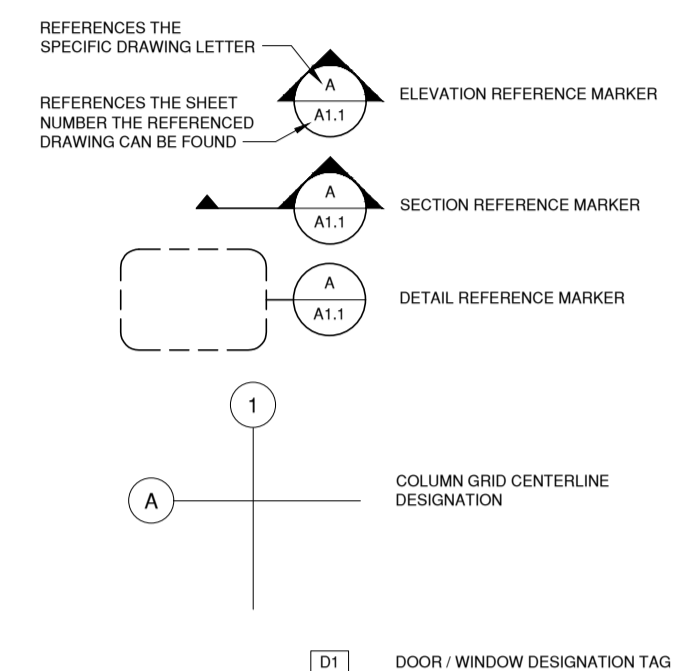 REFERENCES THE
SPECIFIC DRAWING LETTER
A
A1.1
ELEVATION REFERENCE MARKER
REFERENCES THE SHEET
NUMBER THE REFERENCED
DRAWING CAN BE FOUND
A
A1.1
SECTION REFERENCE MARKER
A
A1.1
DETAIL REFERENCE MARKER
1
A
COLUMN GRID CENTERLINE
DESIGNATION
D1
DOOR / WINDOW DESIGNATION TAG